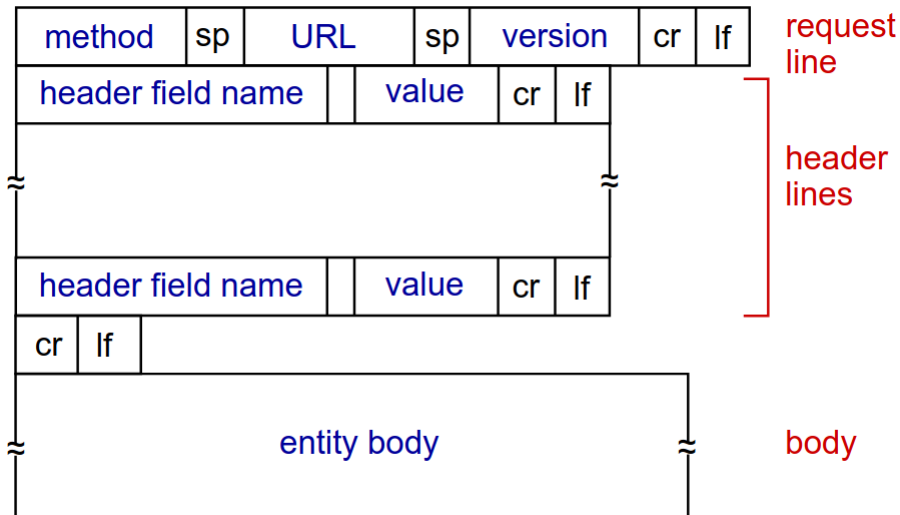 method sp URL sp version cr lf request
line
header field name value cr lf
header
lines
header field name value cr lf
cr lf
entity body body